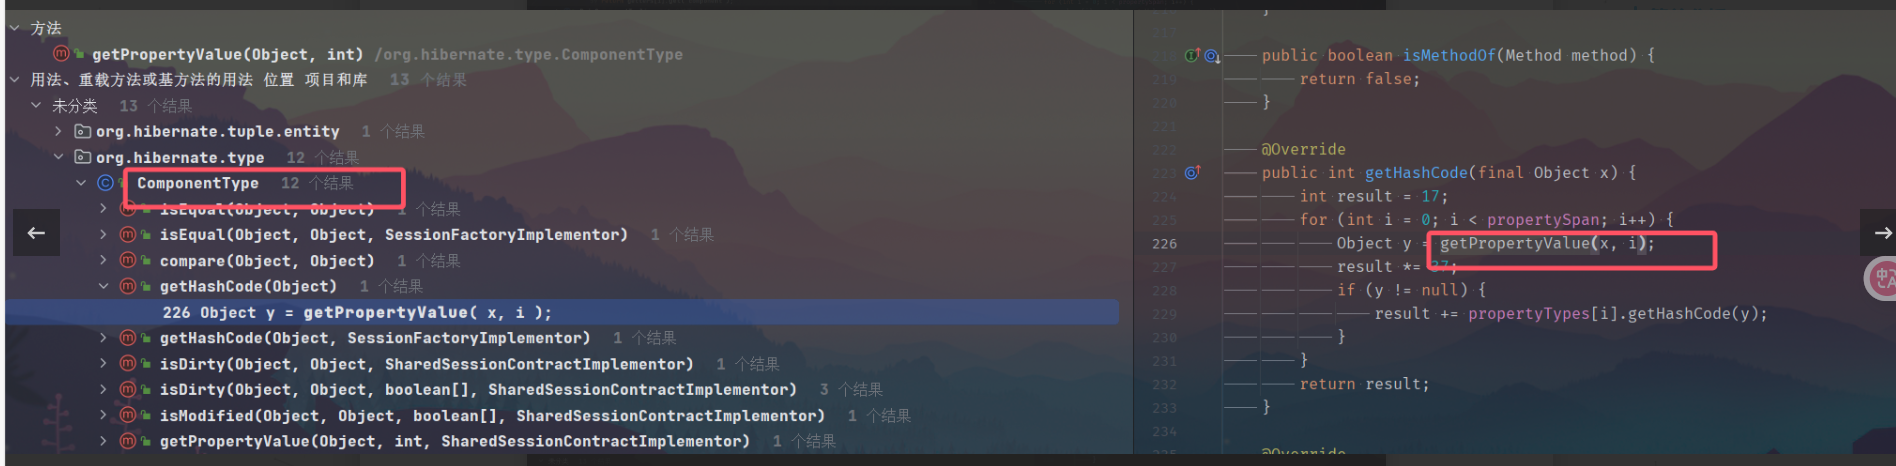 方法
getPropertyValue(Object, int) /org.hibernate.type.ComponentType
用法、重载方法或基方法的用法 位置 项目和库 13 个结果
未分类 13 个结果
org.hibernate.tuple.entity 1 个结果
org.hibernate.type 12 个结果
ComponentType 12 个结果
isEqual(Object, Object) 1 个结果
isEqual(Object, Object, SessionFactoryImplementor) 1 个结果
compare(Object, Object) 1 个结果
getHashCode(Object) 1 个结果
226 Object y = getPropertyValue( x, i );
getHashCode(Object, SessionFactoryImplementor) 1 个结果
isDirty(Object, Object, SharedSessionContractImplementor) 1 个结果
isDirty(Object, Object, boolean[], SharedSessionContractImplementor) 3 个结果
isModified(Object, Object, boolean[], SharedSessionContractImplementor) 1 个结果
getPropertyValue(Object, int, SharedSessionContractImplementor) 1 个结果
}
217
public boolean isMethodOf(Method method) {
219 return false;
220 }
221
222 @Override
223 public int getHashCode(final Object x) {
224 int result = 17;
225 for (int i = 0; i < propertySpan; i++) {
226 Object y = getPropertyValue(x, i);
227 result *= 37;
228 if (y != null) {
229 result += propertyTypes[i].getHashCode(y);
230 }
231 }
232 return result;
233 }
234
@Override